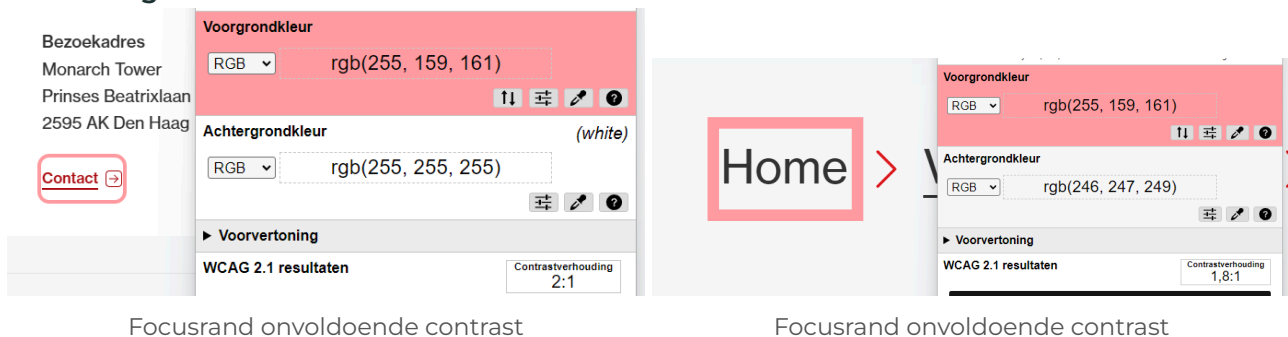 Bezoekadres
Monarch Tower
Prinses Beatrixlaan
2595 AK Den Haag
Contact
Voorgrondkleur
RGB rgb(255, 159, 161)
Achtergrondkleur (white)
RGB rgb(255, 255, 255)
▶ Voorvertoning
WCAG 2.1 resultaten
Contrastverhouding
2:1
Focusrand onvoldoende contrast
Home
Voorgrondkleur
RGB rgb(255, 159, 161)
Achtergrondkleur
RGB rgb(246, 247, 249)
▶ Voorvertoning
WCAG 2.1 resultaten
Contrastverhouding
1,8:1
Focusrand onvoldoende contrast